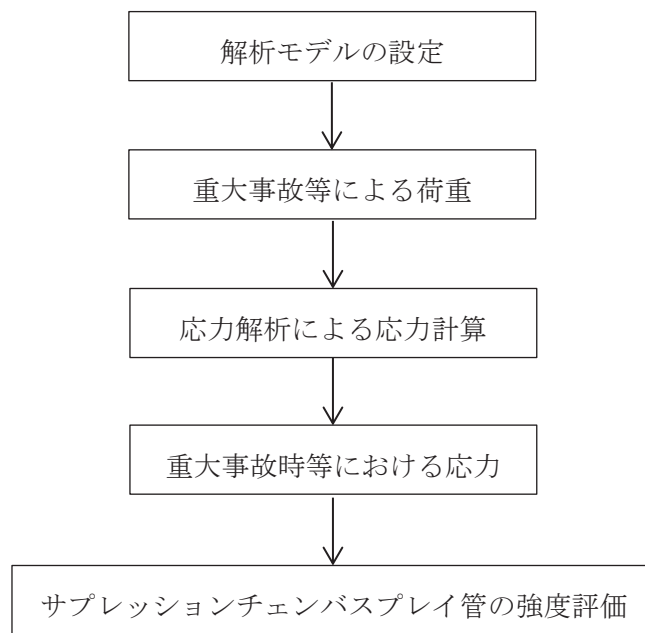 解析モデルの設定
重大事故等による荷重
応力解析による応力計算
重大事故時等における応力
サプレッションチェンバスプレイ管の強度評価